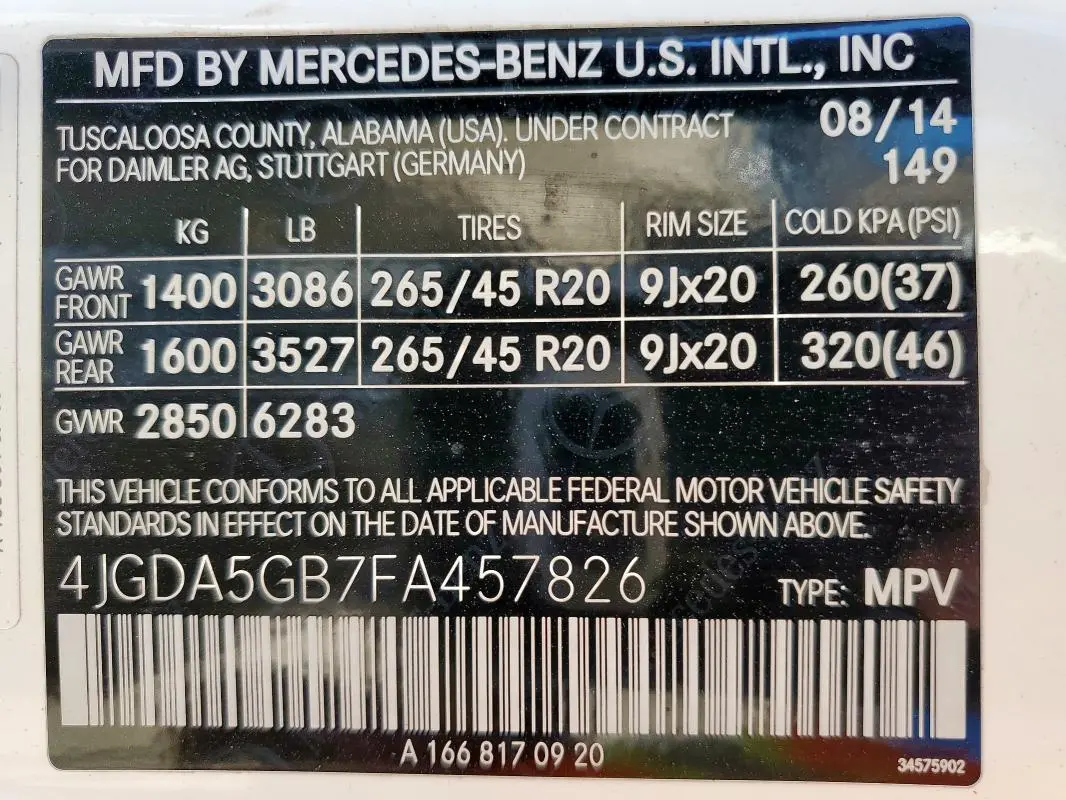 MFD BY MERCEDES-BENZ U.S. INTL., INC
TUSCALOOSA COUNTY, ALABAMA (USA). UNDER CONTRACT 08/14
FOR DAIMLER AG, STUTTGART (GERMANY) 149
KG LB TIRES RIM SIZE COLD KPA (PSI)
GAWR FRONT 1400 3086 265/45 R20 9Jx20 260(37)
GAWR REAR 1600 3527 265/45 R20 9Jx20 320(46)
GVWR 2850 6283
THIS VEHICLE CONFORMS TO ALL APPLICABLE FEDERAL MOTOR VEHICLE SAFETY
STANDARDS IN EFFECT ON THE DATE OF MANUFACTURE SHOWN ABOVE.
4JGDA5GB7FA457826 TYPE: MPV
A 166 817 09 20
34575902